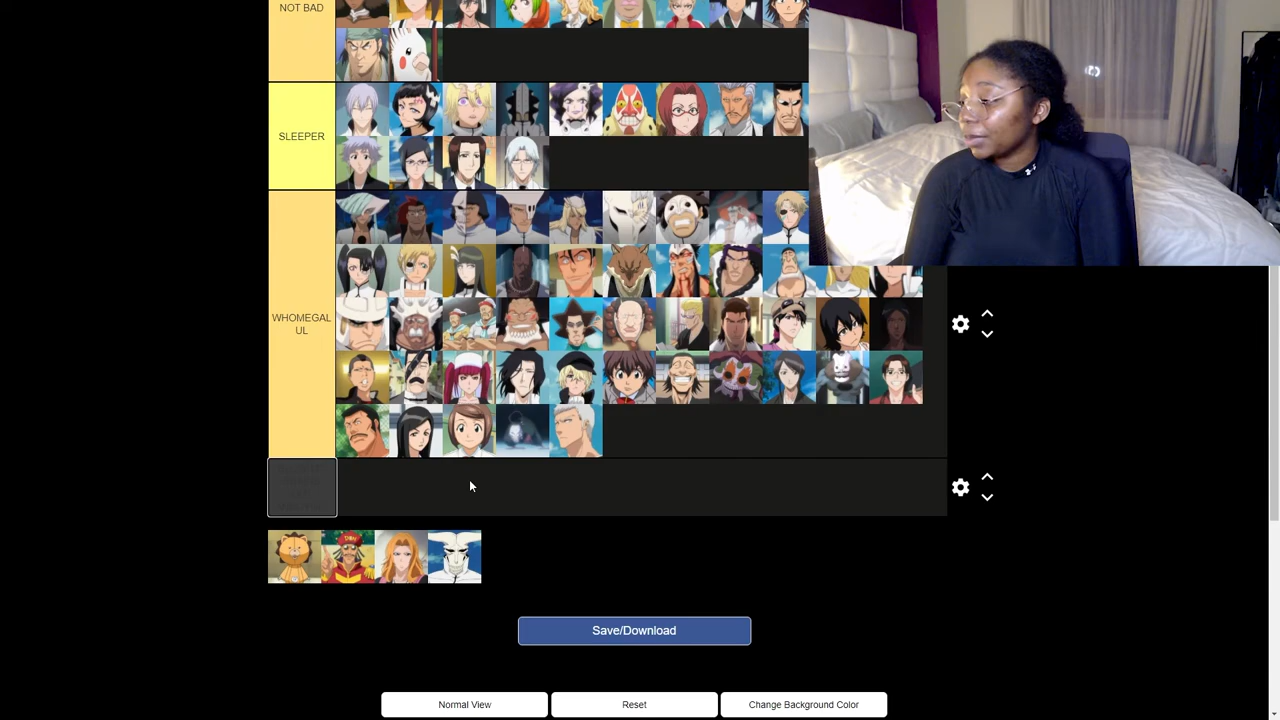 NOT BAD
SLEEPER
WHOMEGAL
UL
Save/Download
Normal View
Reset
Change Background Color